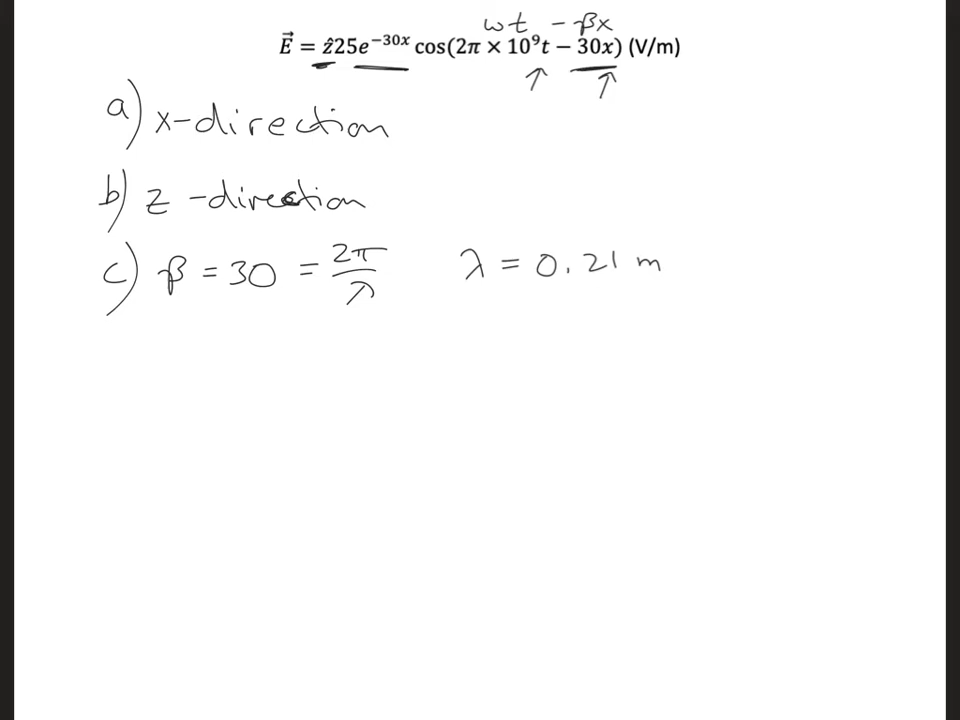 ωt - βx
E⃗ = ẑ25e⁻³⁰ˣ cos(2π × 10⁹t − 30x) (V/m)
a) x-direction
b) z-direction
c) β = 30 = 2π/λ λ = 0.21 m